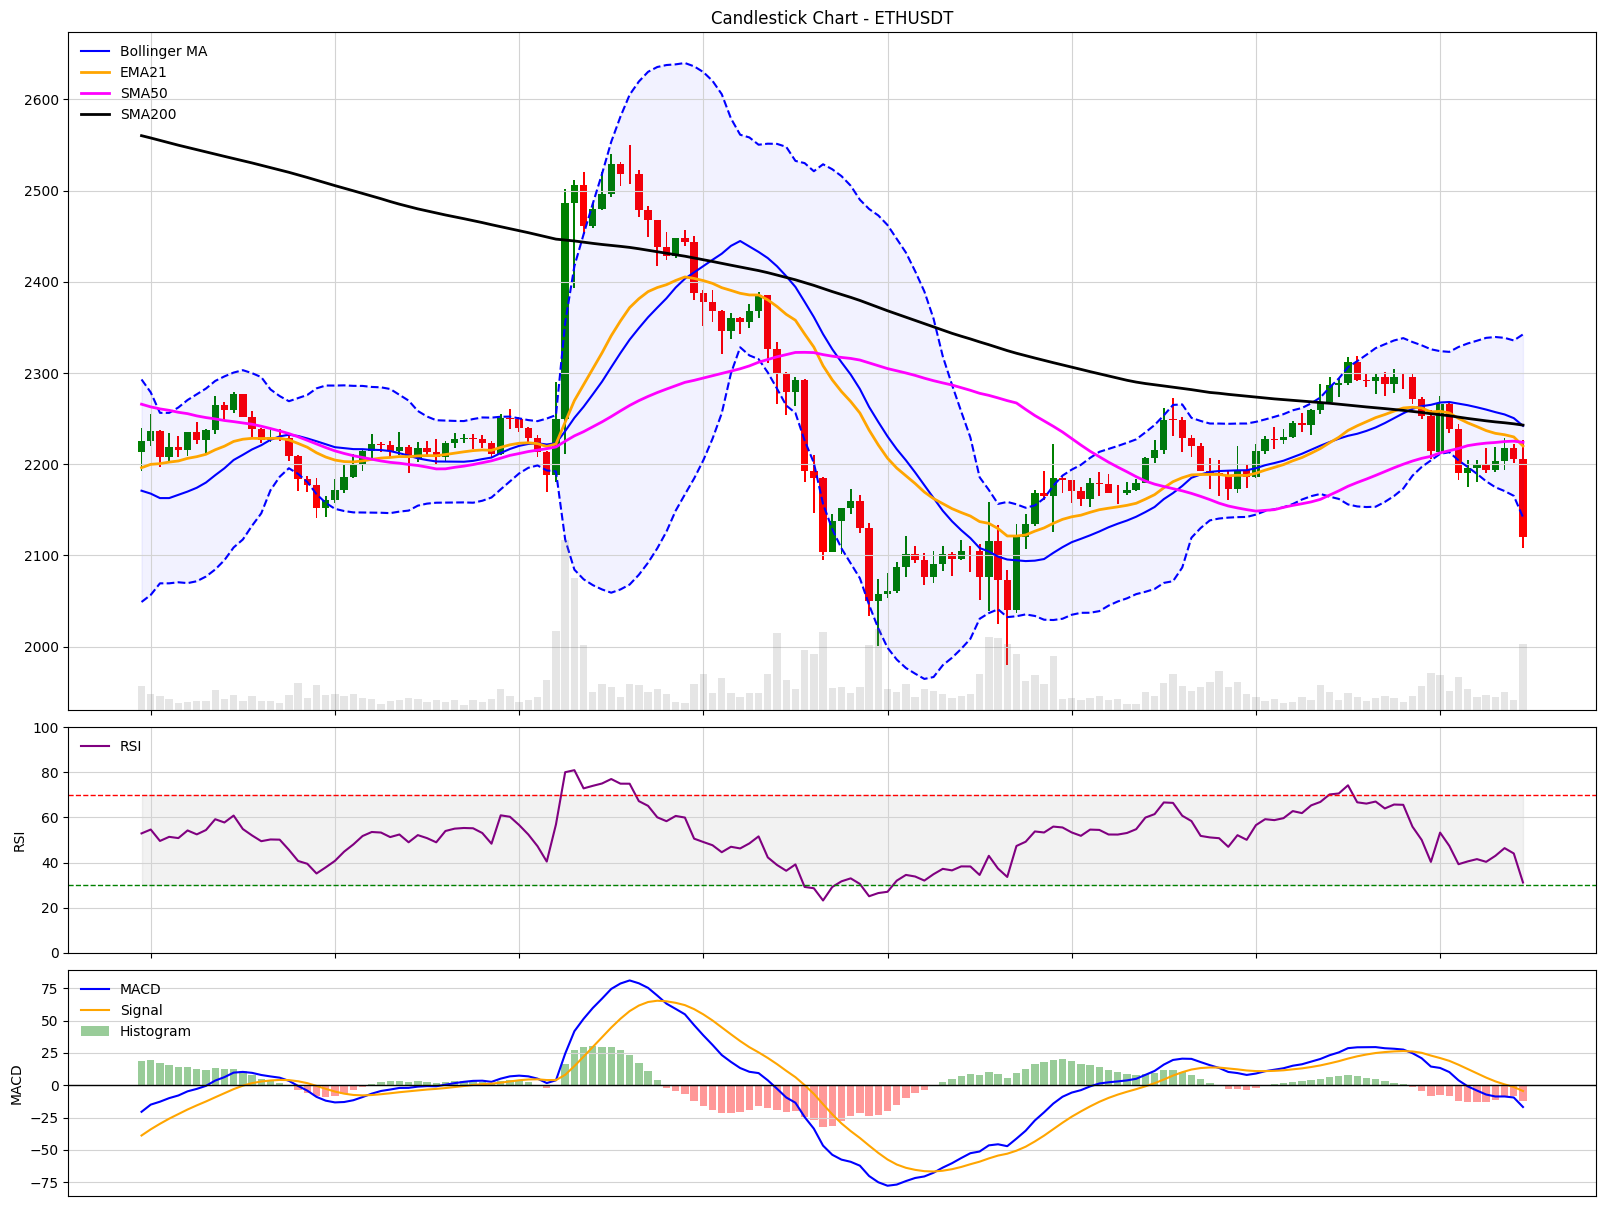 Candlestick Chart - ETHUSDT
Bollinger MA
EMA21
SMA50
SMA200
2600
2500
2400
2300
2200
2100
2000
RSI
100
80
60
40
20
0
RSI
MACD
Signal
Histogram
75
50
25
0
−25
−50
−75
MACD